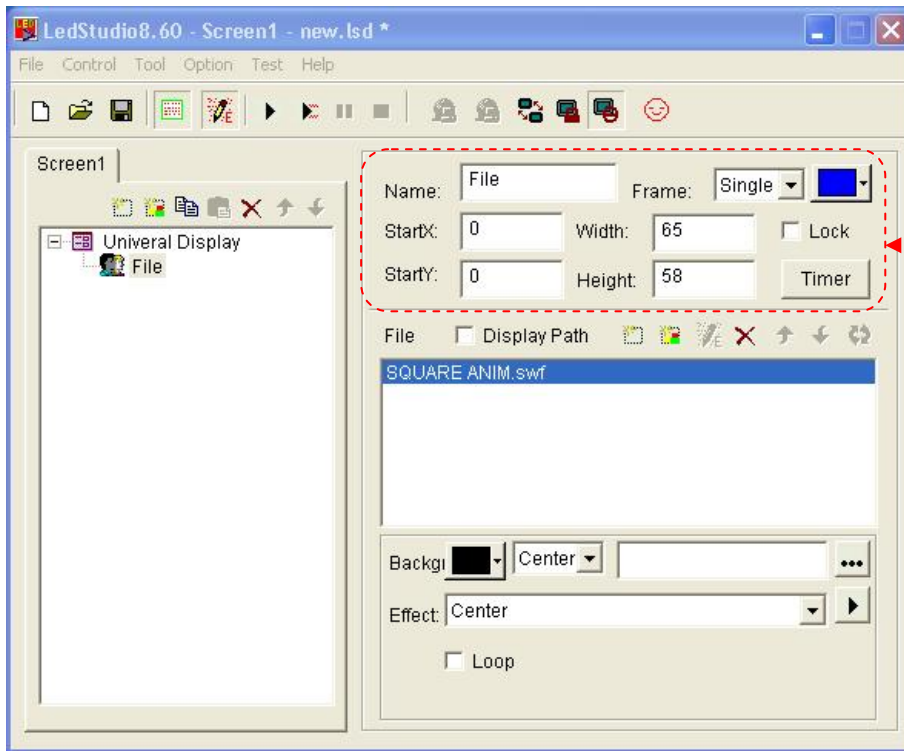 LedStudio8.60 - Screen1 - new.lsd *
File Control Tool Option Test Help
Screen1
Univeral Display
File
Name: File Frame: Single
StartX: 0 Width: 65 Lock
StartY: 0 Height: 58 Timer
File Display Path
SQUARE ANIM.swf
Backgr Center ...
Effect: Center
Loop